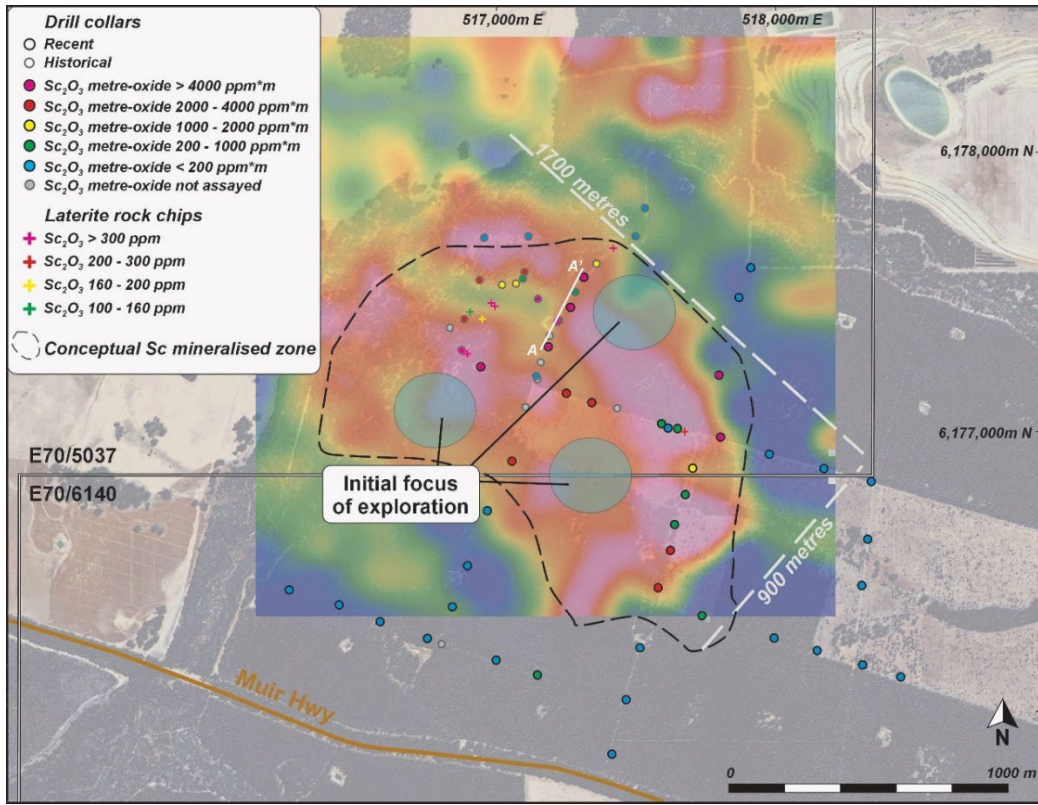 Drill collars
Recent
Historical
Sc₂O₃ metre-oxide > 4000 ppm*m
Sc₂O₃ metre-oxide 2000 - 4000 ppm*m
Sc₂O₃ metre-oxide 1000 - 2000 ppm*m
Sc₂O₃ metre-oxide 200 - 1000 ppm*m
Sc₂O₃ metre-oxide < 200 ppm*m
Sc₂O₃ metre-oxide not assayed
Laterite rock chips
Sc₂O₃ > 300 ppm
Sc₂O₃ 200 - 300 ppm
Sc₂O₃ 160 - 200 ppm
Sc₂O₃ 100 - 160 ppm
Conceptual Sc mineralised zone
517,000m E
518,000m E
6,178,000m N
1700 metres
A'
A
6,177,000m N
E70/5037
E70/6140
Initial focus
of exploration
900 metres
Muir Hwy
N
0
1000 m